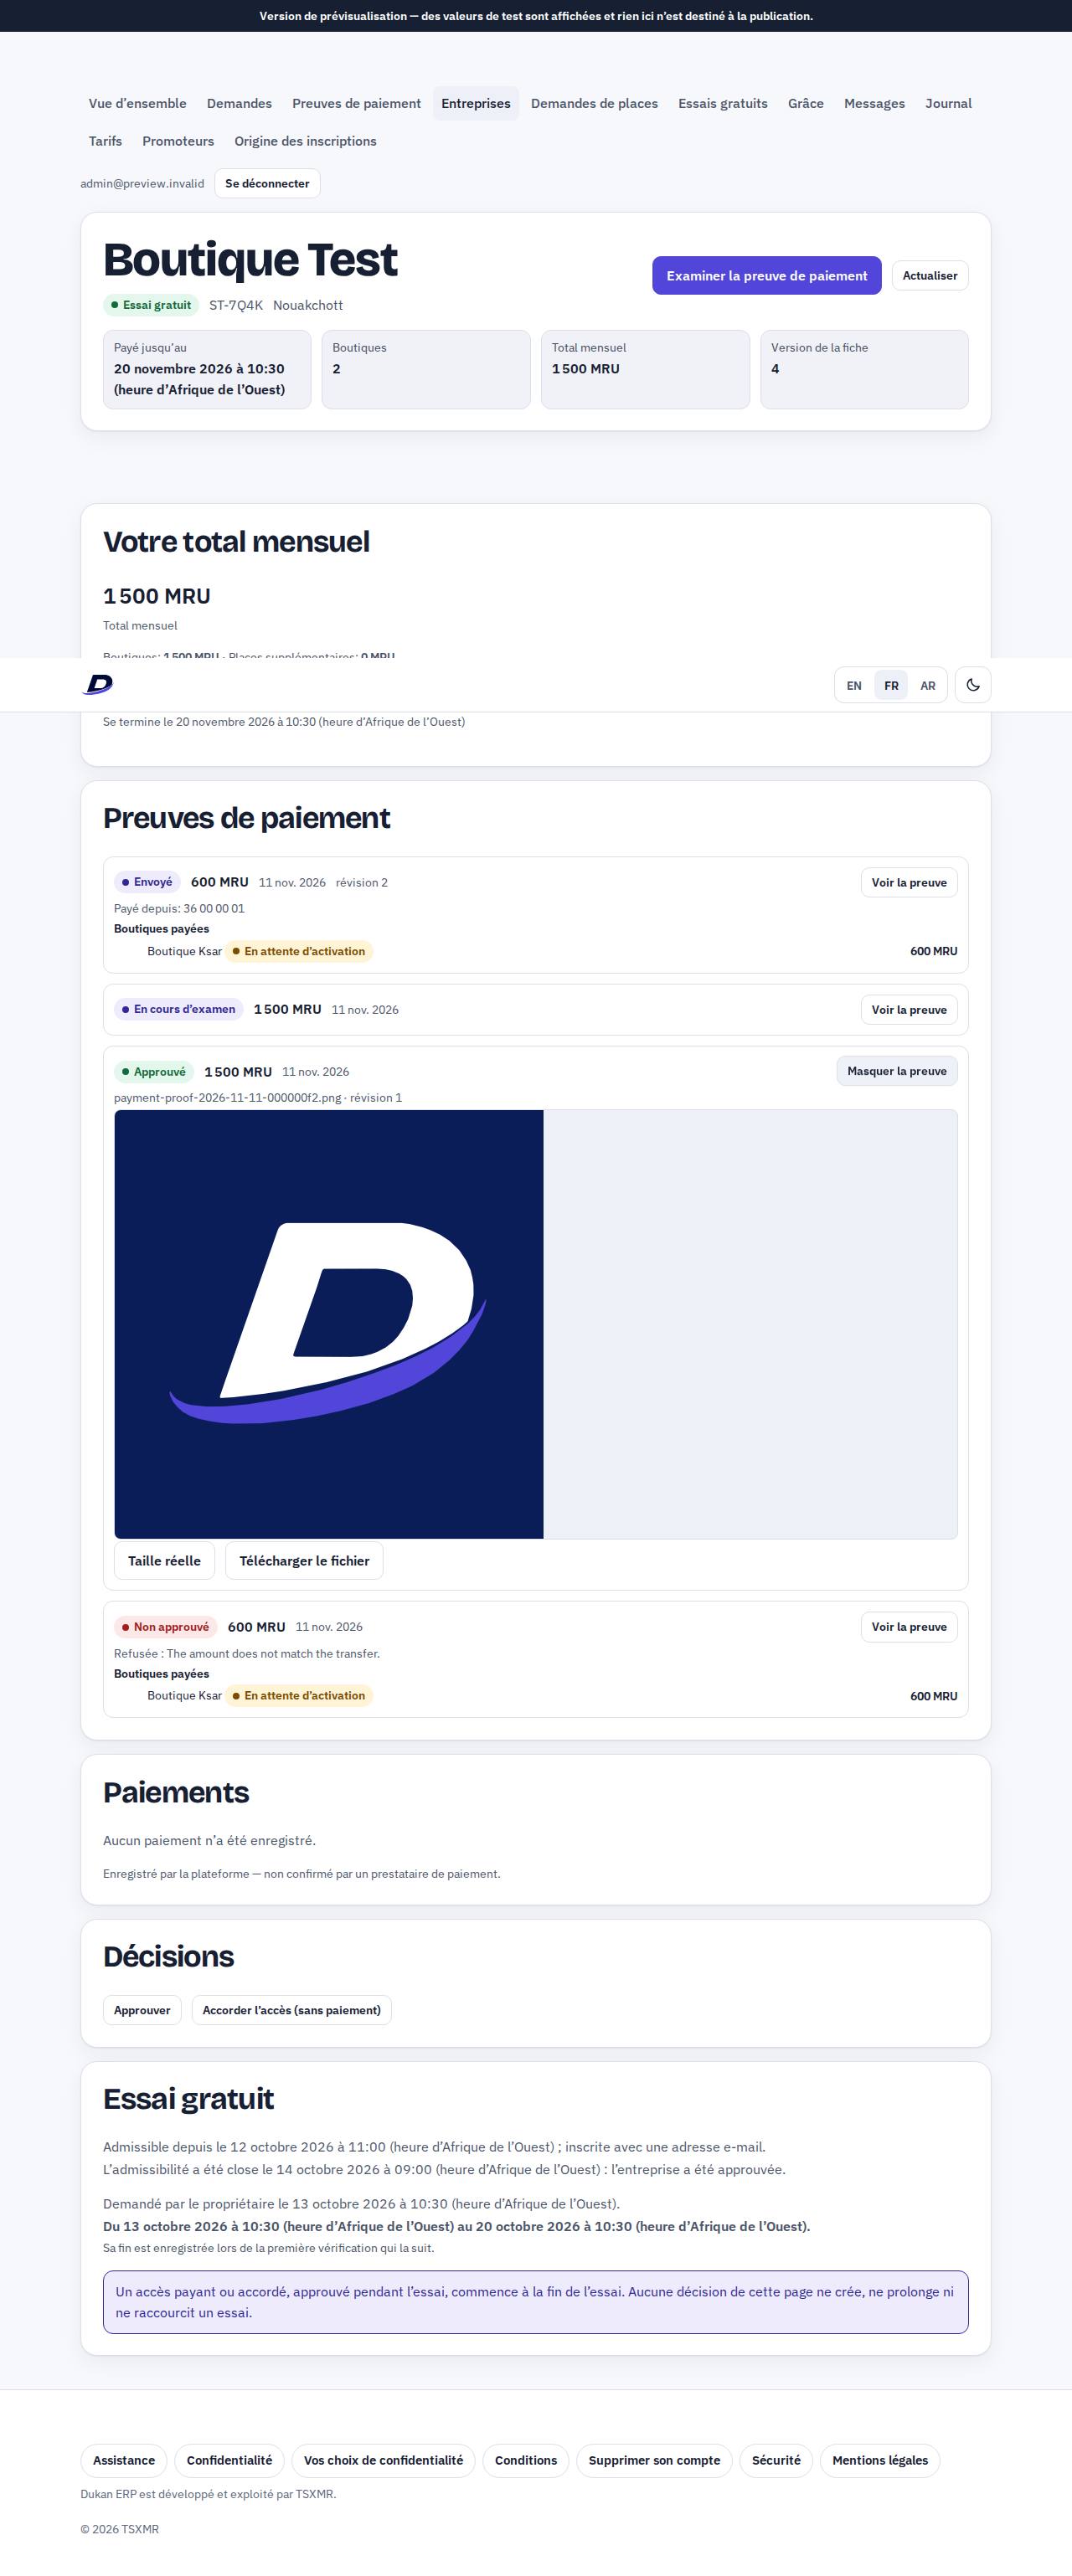 Version de prévisualisation — des valeurs de test sont affichées et rien ici n’est destiné à la publication.
Vue d’ensemble Demandes Preuves de paiement Entreprises Demandes de places Essais gratuits Grâce Messages Journal
Tarifs Promoteurs Origine des inscriptions
admin@preview.invalid Se déconnecter
Boutique Test
Examiner la preuve de paiement Actualiser
Essai gratuit ST-7Q4K Nouakchott
Payé jusqu’au Boutiques Total mensuel Version de la fiche
20 novembre 2026 à 10:30 2 1 500 MRU 4
(heure d’Afrique de l’Ouest)
Votre total mensuel
1 500 MRU
Total mensuel
Boutiques: 1 500 MRU · Places supplémentaires: 0 MRU
EN FR AR
Se termine le 20 novembre 2026 à 10:30 (heure d’Afrique de l’Ouest)
Preuves de paiement
Envoyé 600 MRU 11 nov. 2026 révision 2 Voir la preuve
Payé depuis: 36 00 00 01
Boutiques payées
Boutique Ksar En attente d’activation 600 MRU
En cours d’examen 1 500 MRU 11 nov. 2026 Voir la preuve
Approuvé 1 500 MRU 11 nov. 2026 Masquer la preuve
payment-proof-2026-11-11-000000f2.png · révision 1
Taille réelle Télécharger le fichier
Non approuvé 600 MRU 11 nov. 2026 Voir la preuve
Refusée : The amount does not match the transfer.
Boutiques payées
Boutique Ksar En attente d’activation 600 MRU
Paiements
Aucun paiement n’a été enregistré.
Enregistré par la plateforme — non confirmé par un prestataire de paiement.
Décisions
Approuver Accorder l’accès (sans paiement)
Essai gratuit
Admissible depuis le 12 octobre 2026 à 11:00 (heure d’Afrique de l’Ouest) ; inscrite avec une adresse e-mail.
L’admissibilité a été close le 14 octobre 2026 à 09:00 (heure d’Afrique de l’Ouest) : l’entreprise a été approuvée.
Demandé par le propriétaire le 13 octobre 2026 à 10:30 (heure d’Afrique de l’Ouest).
Du 13 octobre 2026 à 10:30 (heure d’Afrique de l’Ouest) au 20 octobre 2026 à 10:30 (heure d’Afrique de l’Ouest).
Sa fin est enregistrée lors de la première vérification qui la suit.
Un accès payant ou accordé, approuvé pendant l’essai, commence à la fin de l’essai. Aucune décision de cette page ne crée, ne prolonge ni
ne raccourcit un essai.
Assistance Confidentialité Vos choix de confidentialité Conditions Supprimer son compte Sécurité Mentions légales
Dukan ERP est développé et exploité par TSXMR.
© 2026 TSXMR